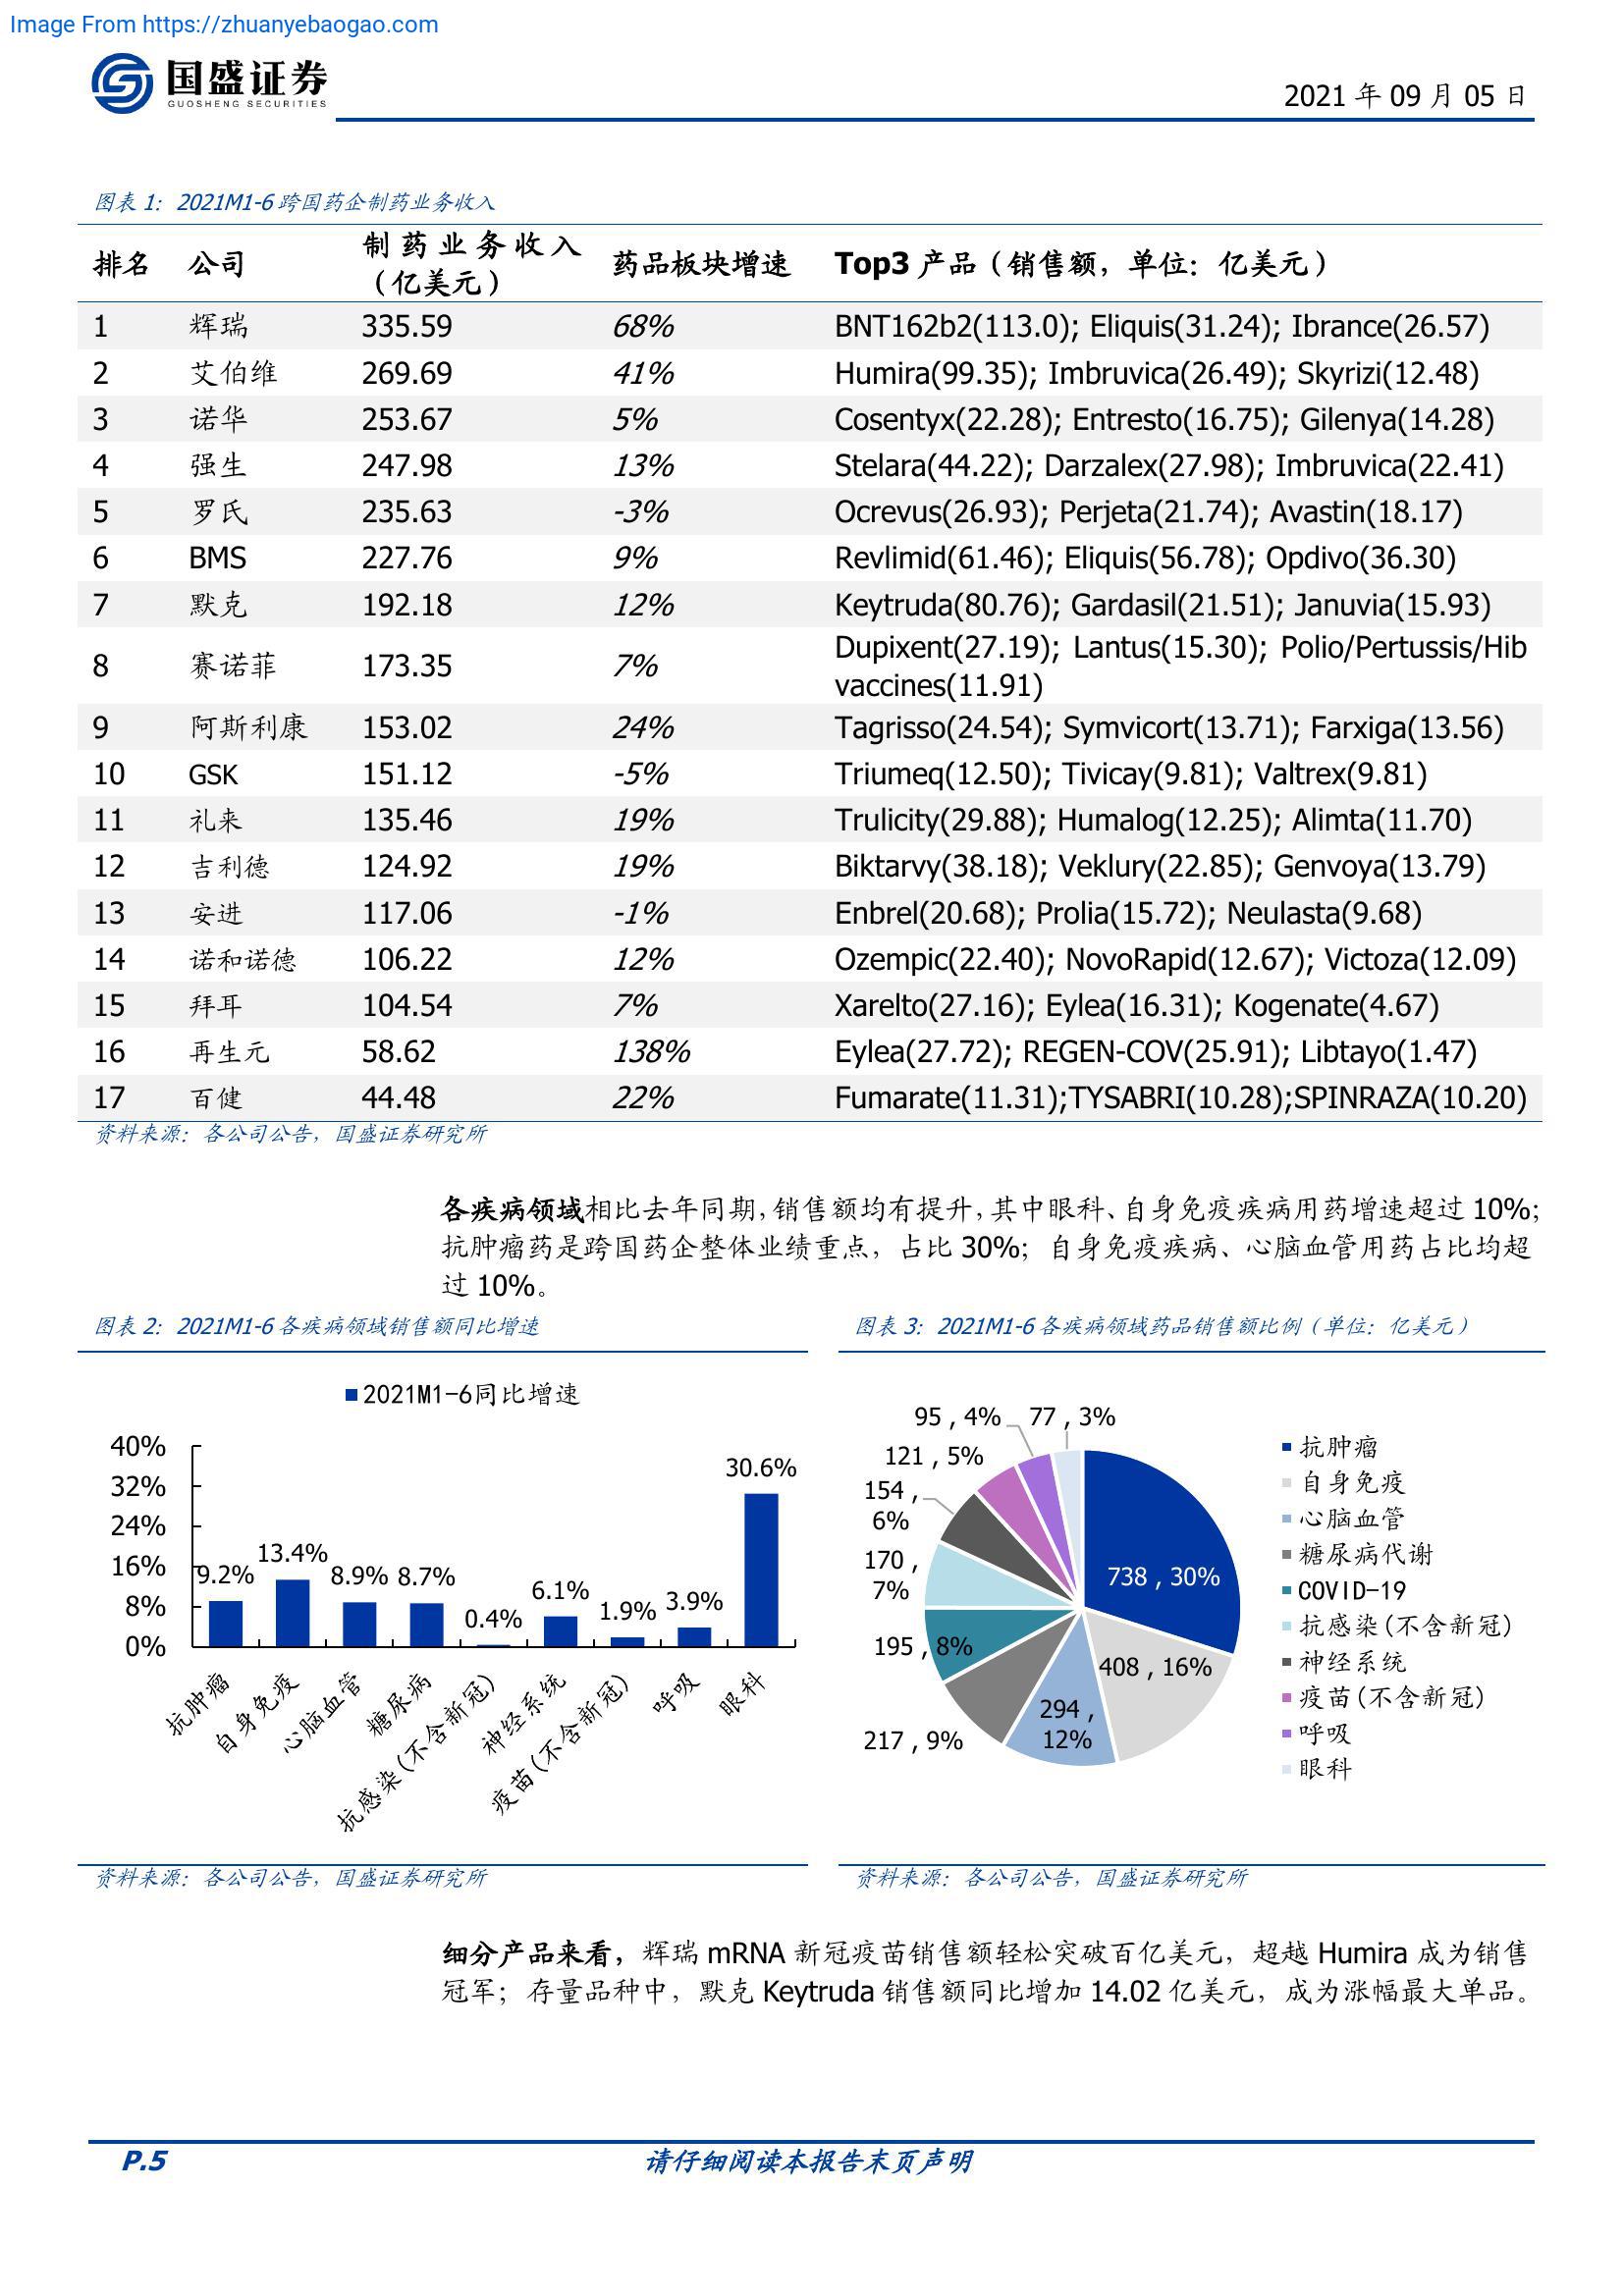 Image From https://zhuanyebaogao.com
国盛证券
GUOSHENG SECURITIES
2021 年 09 月 05 日
图表 1：2021M1-6 跨国药企制药业务收入
排名 公司 制药业务收入（亿美元） 药品板块增速 Top3 产品（销售额，单位：亿美元）
1 辉瑞 335.59 68% BNT162b2(113.0); Eliquis(31.24); Ibrance(26.57)
2 艾伯维 269.69 41% Humira(99.35); Imbruvica(26.49); Skyrizi(12.48)
3 诺华 253.67 5% Cosentyx(22.28); Entresto(16.75); Gilenya(14.28)
4 强生 247.98 13% Stelara(44.22); Darzalex(27.98); Imbruvica(22.41)
5 罗氏 235.63 -3% Ocrevus(26.93); Perjeta(21.74); Avastin(18.17)
6 BMS 227.76 9% Revlimid(61.46); Eliquis(56.78); Opdivo(36.30)
7 默克 192.18 12% Keytruda(80.76); Gardasil(21.51); Januvia(15.93)
8 赛诺菲 173.35 7% Dupixent(27.19); Lantus(15.30); Polio/Pertussis/Hib
vaccines(11.91)
9 阿斯利康 153.02 24% Tagrisso(24.54); Symvicort(13.71); Farxiga(13.56)
10 GSK 151.12 -5% Triumeq(12.50); Tivicay(9.81); Valtrex(9.81)
11 礼来 135.46 19% Trulicity(29.88); Humalog(12.25); Alimta(11.70)
12 吉利德 124.92 19% Biktarvy(38.18); Veklury(22.85); Genvoya(13.79)
13 安进 117.06 -1% Enbrel(20.68); Prolia(15.72); Neulasta(9.68)
14 诺和诺德 106.22 12% Ozempic(22.40); NovoRapid(12.67); Victoza(12.09)
15 拜耳 104.54 7% Xarelto(27.16); Eylea(16.31); Kogenate(4.67)
16 再生元 58.62 138% Eylea(27.72); REGEN-COV(25.91); Libtayo(1.47)
17 百健 44.48 22% Fumarate(11.31);TYSABRI(10.28);SPINRAZA(10.20)
资料来源：各公司公告，国盛证券研究所
各疾病领域相比去年同期，销售额均有提升，其中眼科、自身免疫疾病用药增速超过 10%；
抗肿瘤药是跨国药企整体业绩重点，占比 30%；自身免疫疾病、心脑血管用药占比均超
过 10%。
图表 2：2021M1-6 各疾病领域销售额同比增速
2021M1-6同比增速
40%
32%
24%
16%
8%
0%
9.2%
13.4%
8.9%
8.7%
0.4%
6.1%
1.9%
3.9%
30.6%
抗肿瘤
自身免疫
心脑血管
糖尿病
抗感染(不含新冠)
神经系统
疫苗(不含新冠)
呼吸
眼科
资料来源：各公司公告，国盛证券研究所
图表 3：2021M1-6 各疾病领域药品销售额比例（单位：亿美元）
738 , 30%
408 , 16%
294 ,
12%
217 , 9%
195 , 8%
170 ,
7%
154 ,
6%
121 , 5%
95 , 4%
77 , 3%
抗肿瘤
自身免疫
心脑血管
糖尿病代谢
COVID-19
抗感染(不含新冠)
神经系统
疫苗(不含新冠)
呼吸
眼科
资料来源：各公司公告，国盛证券研究所
细分产品来看，辉瑞 mRNA 新冠疫苗销售额轻松突破百亿美元，超越 Humira 成为销售
冠军；存量品种中，默克 Keytruda 销售额同比增加 14.02 亿美元，成为涨幅最大单品。
P.5
请仔细阅读本报告末页声明